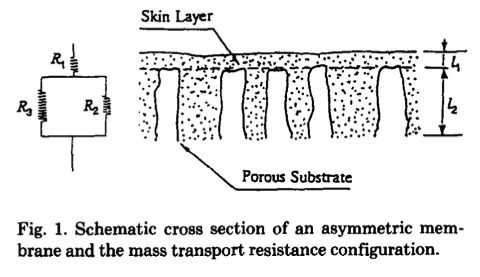 Skin Layer
R₁
R₃
R₂
l₁
l₂
Porous Substrate
Fig. 1. Schematic cross section of an asymmetric mem-
brane and the mass transport resistance configuration.